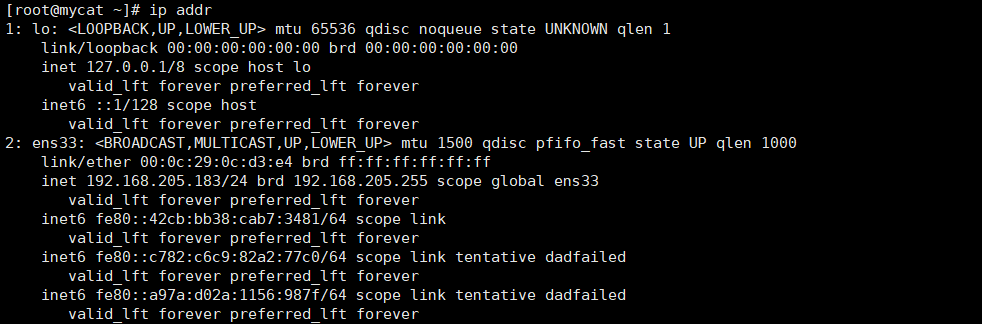 [root@mycat ~]# ip addr
1: lo: <LOOPBACK,UP,LOWER_UP> mtu 65536 qdisc noqueue state UNKNOWN qlen 1
    link/loopback 00:00:00:00:00:00 brd 00:00:00:00:00:00
    inet 127.0.0.1/8 scope host lo
       valid_lft forever preferred_lft forever
    inet6 ::1/128 scope host
       valid_lft forever preferred_lft forever
2: ens33: <BROADCAST,MULTICAST,UP,LOWER_UP> mtu 1500 qdisc pfifo_fast state UP qlen 1000
    link/ether 00:0c:29:0c:d3:e4 brd ff:ff:ff:ff:ff:ff
    inet 192.168.205.183/24 brd 192.168.205.255 scope global ens33
       valid_lft forever preferred_lft forever
    inet6 fe80::42cb:bb38:cab7:3481/64 scope link
       valid_lft forever preferred_lft forever
    inet6 fe80::c782:c6c9:82a2:77c0/64 scope link tentative dadfailed
       valid_lft forever preferred_lft forever
    inet6 fe80::a97a:d02a:1156:987f/64 scope link tentative dadfailed
       valid_lft forever preferred_lft forever